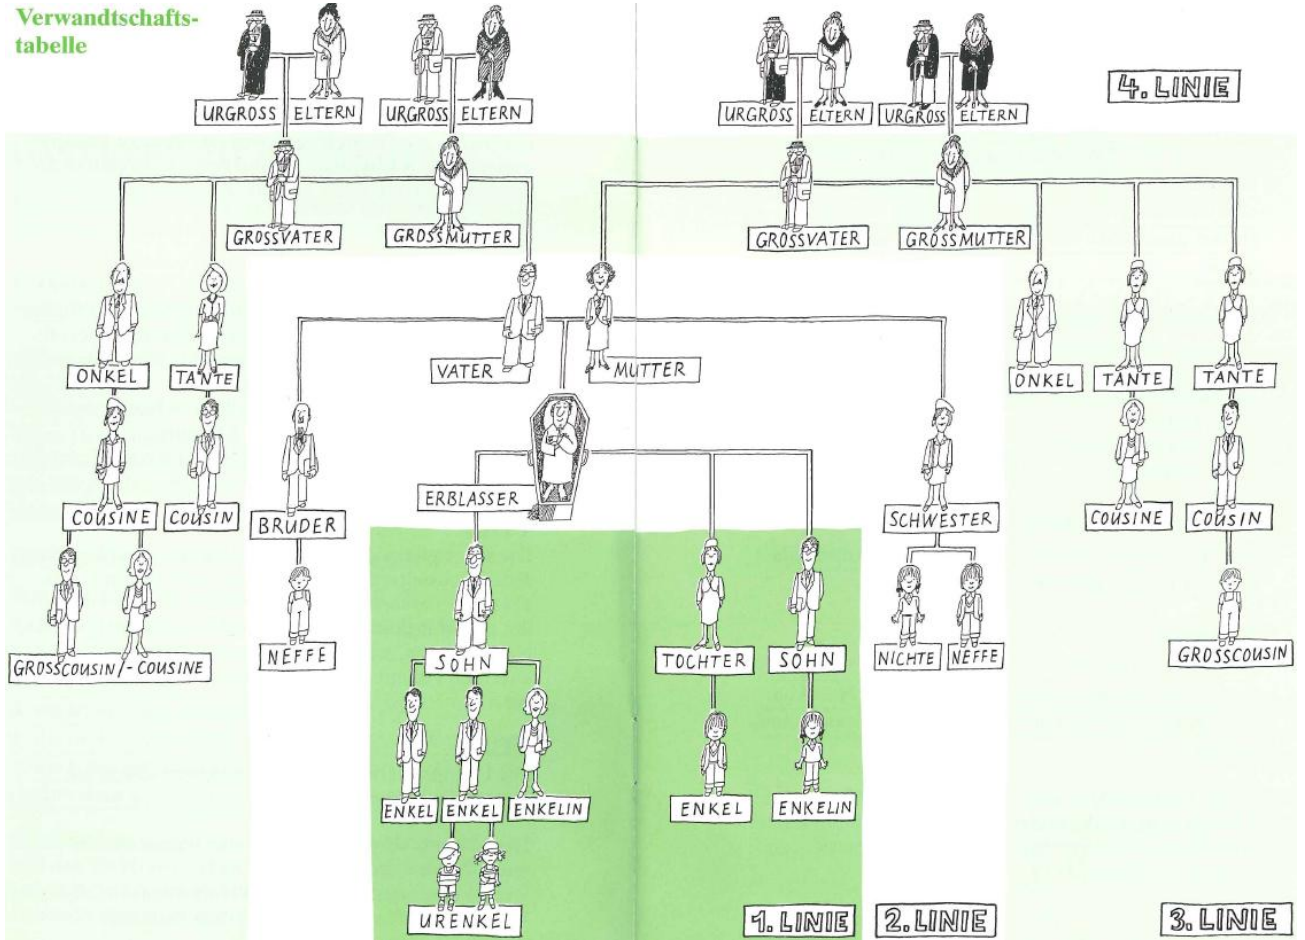 Verwandtschafts-
tabelle
URGROSS ELTERN
URGROSS ELTERN
URGROSS ELTERN
URGROSS ELTERN
4. LINIE
GROSSVATER
GROSSMUTTER
GROSSVATER
GROSSMUTTER
ONKEL
TANTE
VATER
MUTTER
ONKEL
TANTE
TANTE
COUSINE
COUSIN
BRUDER
ERBLASSER
SCHWESTER
COUSINE
COUSIN
GROSSCOUSIN/-COUSINE
NEFFE
SOHN
TOCHTER
SOHN
NICHTE
NEFFE
GROSSCOUSIN
ENKEL
ENKEL
ENKELIN
ENKEL
ENKELIN
URENKEL
1. LINIE
2. LINIE
3. LINIE